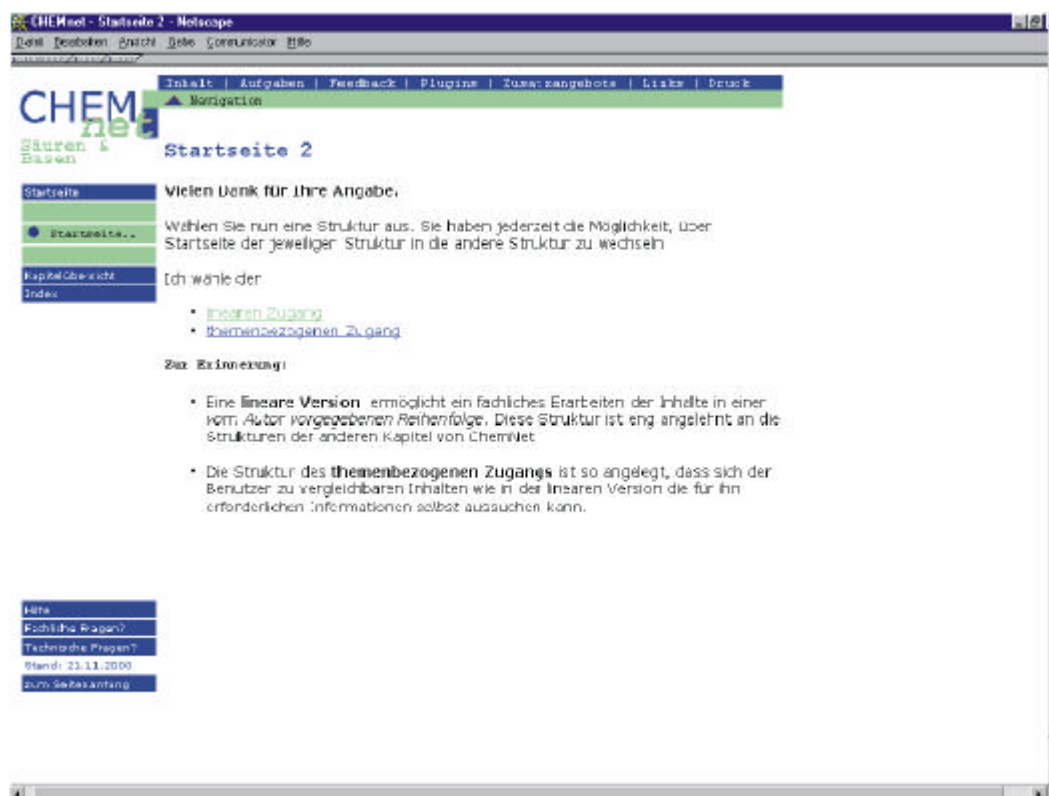 CHEMnet - Startseite 2 - Netscape
Datei Bearbeiten Ansicht Gehe Communicator Hilfe
Inhalt | Aufgaben | Feedback | Plugins | Zusatzangebote | Links | Druck
Navigation
CHEM
net
Säuren &
Basen
Startseite 2
Startseite
Startseite..
Kapitelübersicht
Index
Vielen Dank für Ihre Angabe.
Wählen Sie nun eine Struktur aus. Sie haben jederzeit die Möglichkeit, über
Startseite der jeweiligen Struktur in die andere Struktur zu wechseln
Ich wähle den
• linearen Zugang
• themenbezogenen Zugang
Zur Erinnerung:
• Eine lineare Version ermöglicht ein fachliches Erarbeiten der Inhalte in einer
vom Autor vorgegebenen Reihenfolge. Diese Struktur ist eng angelehnt an die
Strukturen der anderen Kapitel von ChemNet
• Die Struktur des themenbezogenen Zugangs ist so angelegt, dass sich der
Benutzer zu vergleichbaren Inhalten wie in der linearen Version die für ihn
erforderlichen Informationen selbst aussuchen kann.
Hilfe
Fachliche Fragen?
Technische Fragen?
Stand: 21.11.2000
zum Seitenanfang